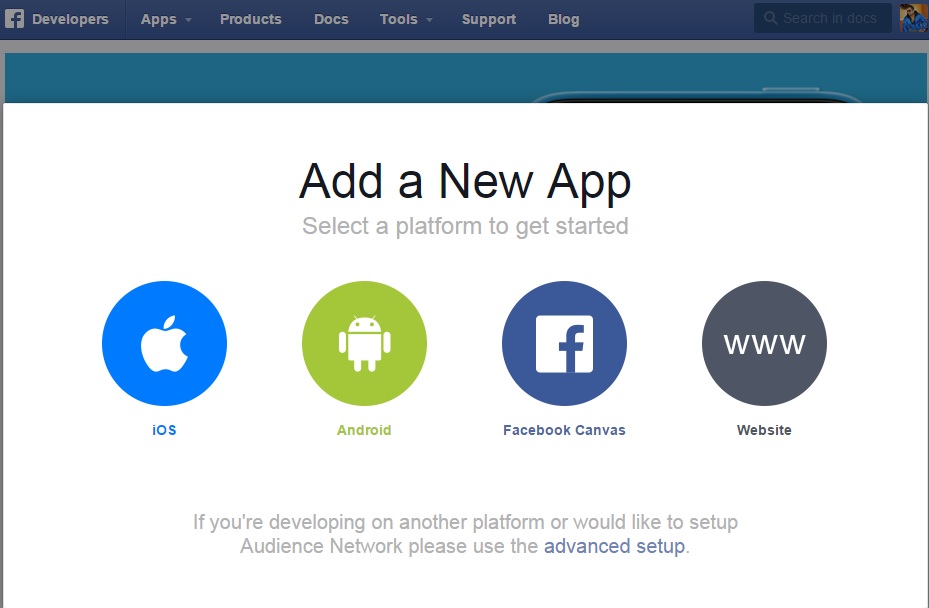 Developers Apps Products Docs Tools Support Blog Search in docs
Add a New App
Select a platform to get started
www
iOS Android Facebook Canvas Website
If you're developing on another platform or would like to setup
Audience Network please use the advanced setup.